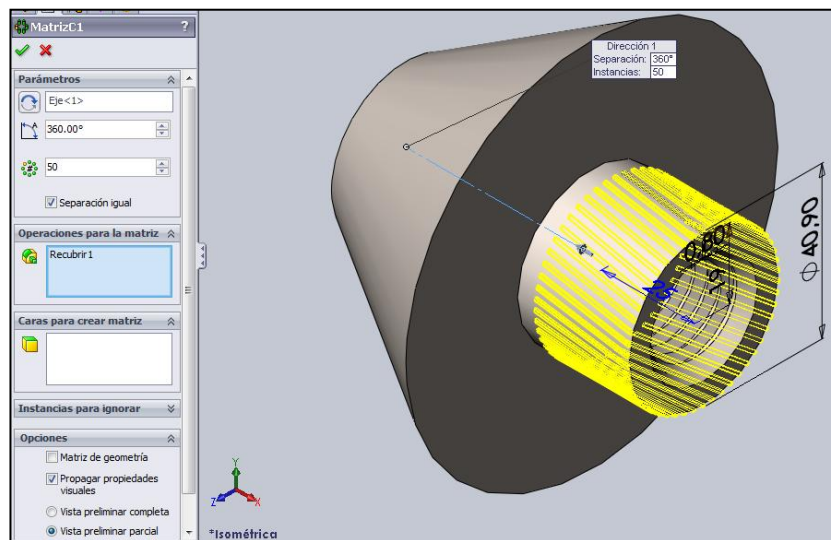 MatrizC1 ?
Parámetros
Eje<1>
360.00°
50
Separación igual
Operaciones para la matriz
Recubrir1
Caras para crear matriz
Instancias para ignorar
Opciones
Matriz de geometría
Propagar propiedades
visuales
Vista preliminar completa
Vista preliminar parcial
Dirección 1
Separación: 360°
Instancias: 50
25
Ø 40,90
Y
Z
X
*Isométrica